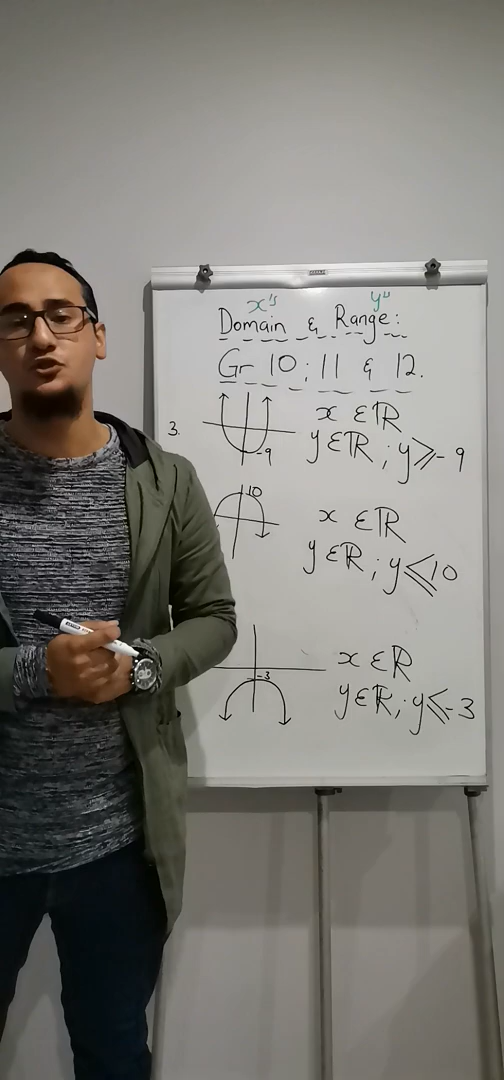 x's y's
Domain & Range:
Gr 10 ; 11 & 12.
3.
-9
x ∈ ℝ
y ∈ ℝ ; y ⩾ -9
10
x ∈ ℝ
y ∈ ℝ ; y ⩽ 10
-3
x ∈ ℝ
y ∈ ℝ ; y ⩽ -3